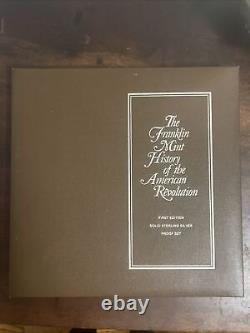 The
Franklin
Mint
History
of the
American
Revolution
FIRST EDITION
SOLID STERLING SILVER
PROOF SET